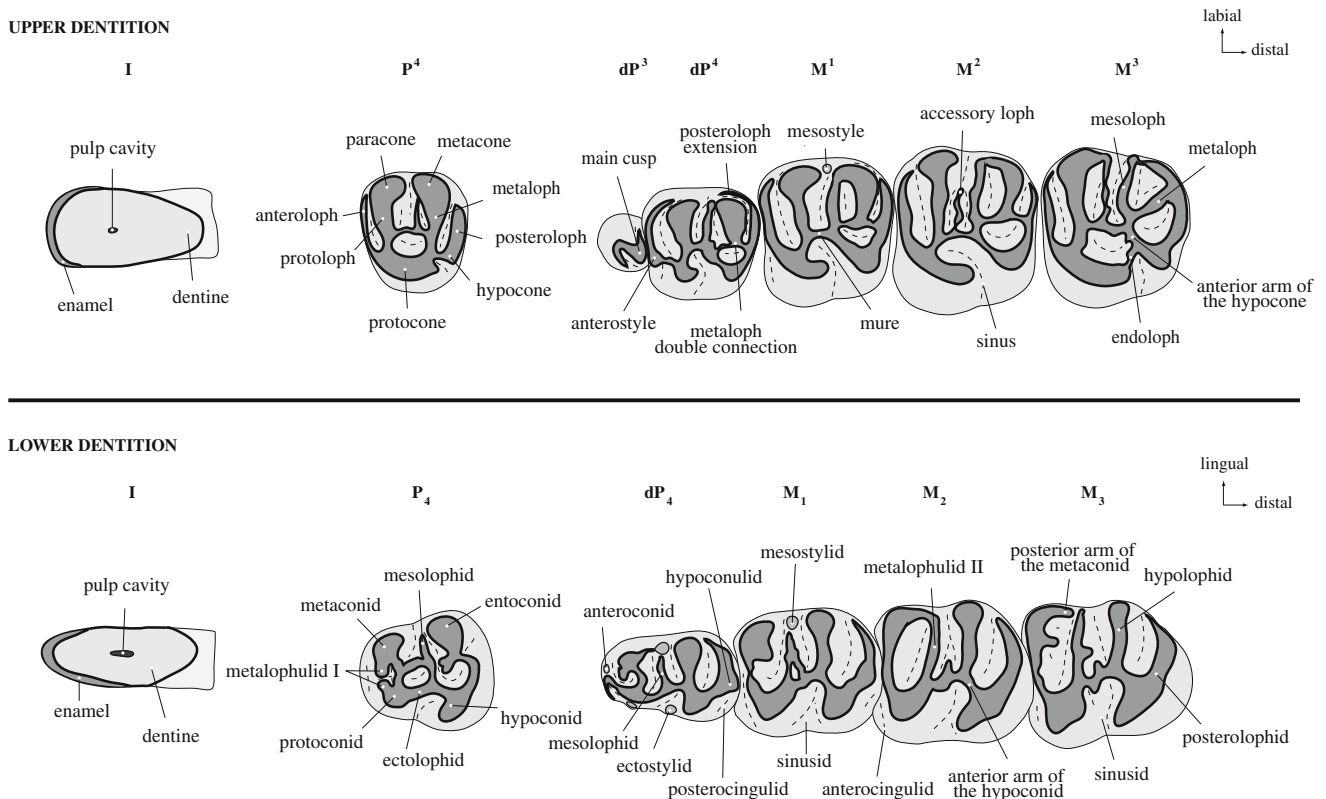 UPPER DENTITION
labial
distal
I
P⁴
dP³
dP⁴
M¹
M²
M³
pulp cavity
enamel
dentine
paracone
metacone
anteroloph
metaloph
protoloph
posteroloph
hypocone
protocone
main cusp
posteroloph
extension
mesostyle
accessory loph
mesoloph
metaloph
anterostyle
metaloph
double connection
mure
sinus
anterior arm of
the hypocone
endoloph
LOWER DENTITION
lingual
distal
I
P₄
dP₄
M₁
M₂
M₃
pulp cavity
enamel
dentine
mesolophid
metaconid
entoconid
metalophulid I
protoconid
ectolophid
hypoconid
anteroconid
hypoconulid
mesostylid
metalophulid II
posterior arm of
the metaconid
hypolophid
mesolophid
ectostylid
posterocingulid
sinusid
anterocingulid
anterior arm of
the hypoconid
sinusid
posterolophid